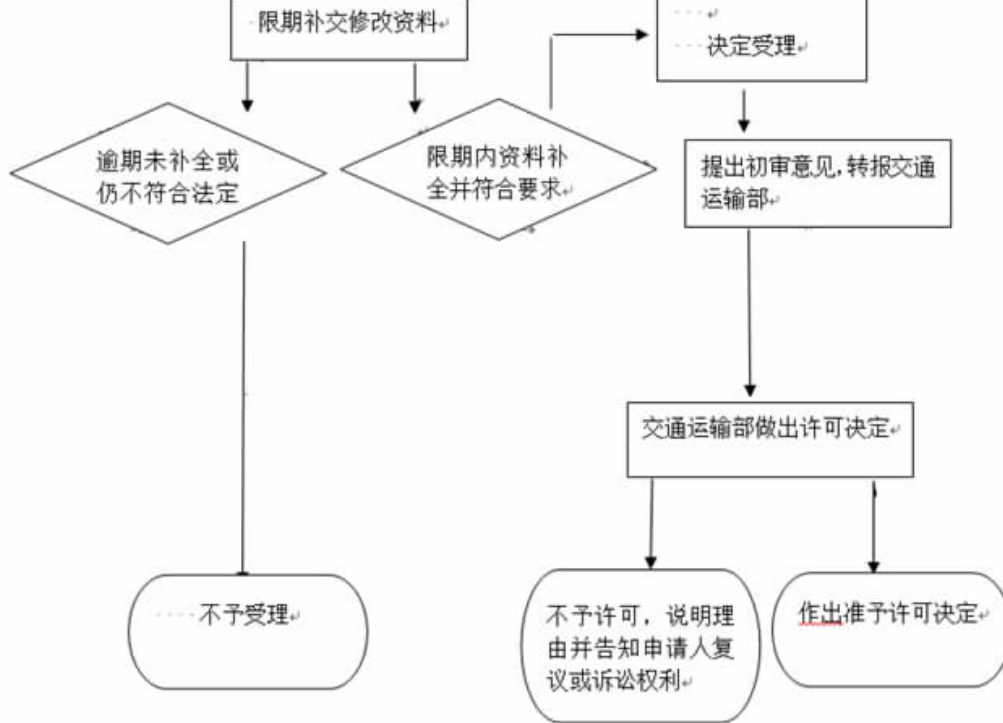 限期补交修改资料
决定受理
逾期未补全或
仍不符合法定
限期内资料补
全并符合要求
提出初审意见,转报交通
运输部
交通运输部做出许可决定
不予受理
不予许可，说明理
由并告知申请人复
议或诉讼权利
作出准予许可决定